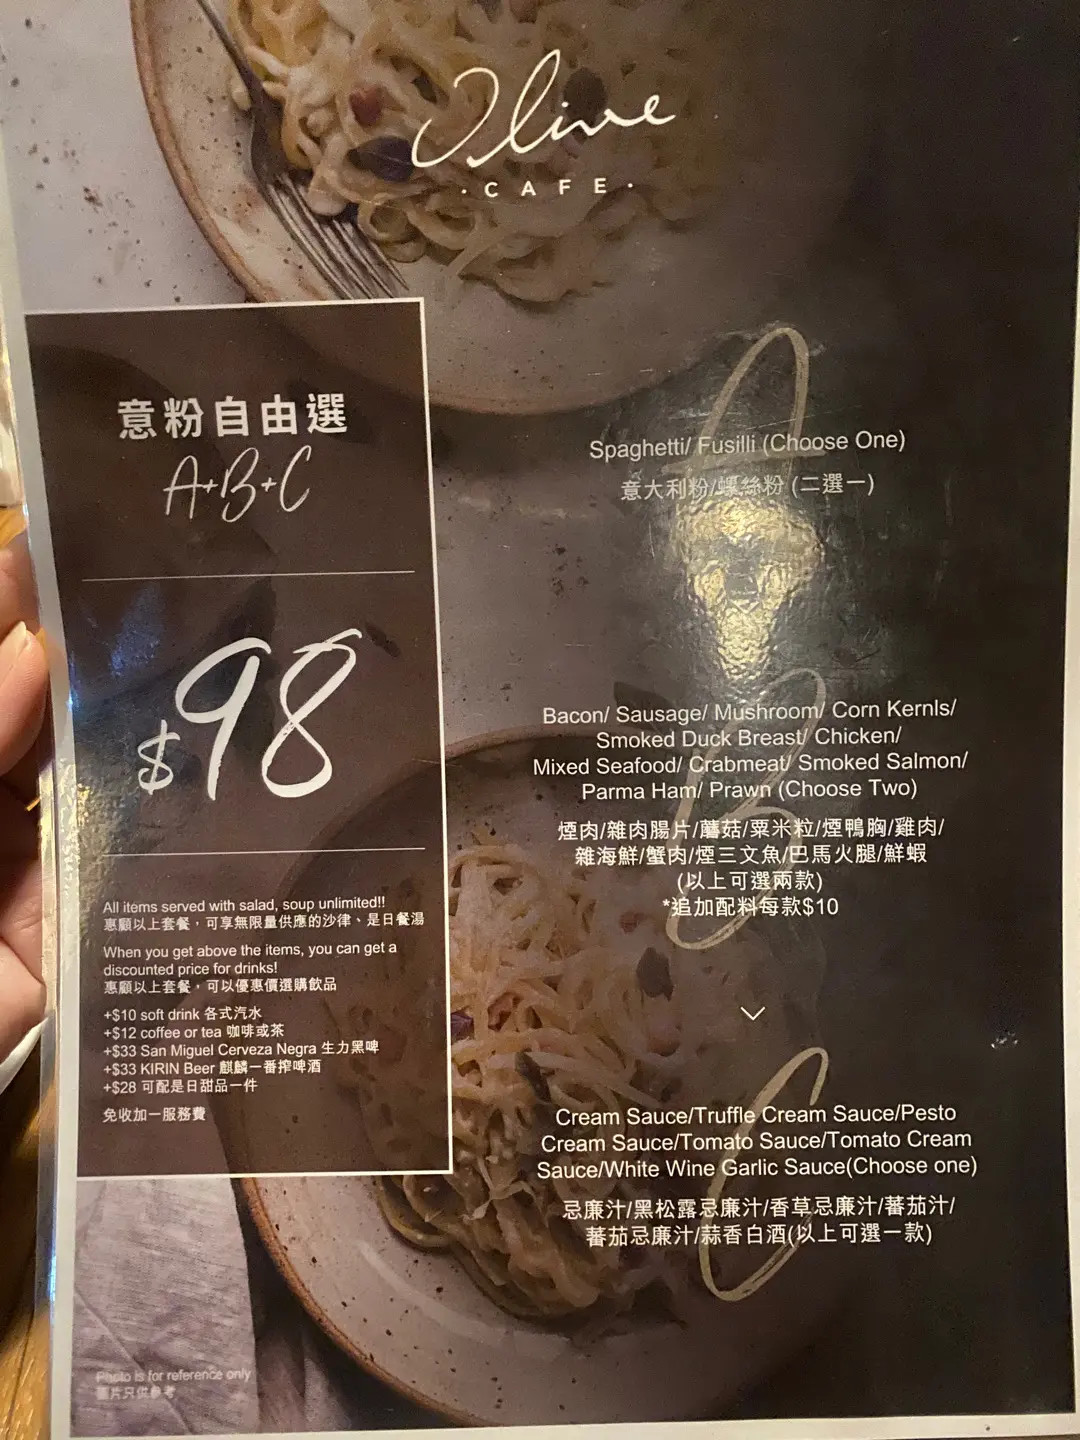 Olive
·CAFE·
意粉自由選
A+B+C
$98
All items served with salad, soup unlimited!!
惠顧以上套餐，可享無限量供應的沙律、是日餐湯
When you get above the items, you can get a
discounted price for drinks!
惠顧以上套餐，可以優惠價選購飲品
+$10 soft drink 各式汽水
+$12 coffee or tea 咖啡或茶
+$33 San Miguel Cerveza Negra 生力黑啤
+$33 KIRIN Beer 麒麟一番搾啤酒
+$28 可配是日甜品一件
免收加一服務費
Photo is for reference only
圖片只供參考
A
Spaghetti/ Fusilli (Choose One)
意大利粉/螺絲粉 (二選一)
B
Bacon/ Sausage/ Mushroom/ Corn Kernls/
Smoked Duck Breast/ Chicken/
Mixed Seafood/ Crabmeat/ Smoked Salmon/
Parma Ham/ Prawn (Choose Two)
煙肉/雜肉腸片/蘑菇/粟米粒/煙鴨胸/雞肉/
雜海鮮/蟹肉/煙三文魚/巴馬火腿/鮮蝦
(以上可選兩款)
*追加配料每款$10
C
Cream Sauce/Truffle Cream Sauce/Pesto
Cream Sauce/Tomato Sauce/Tomato Cream
Sauce/White Wine Garlic Sauce(Choose one)
忌廉汁/黑松露忌廉汁/香草忌廉汁/蕃茄汁/
蕃茄忌廉汁/蒜香白酒(以上可選一款)